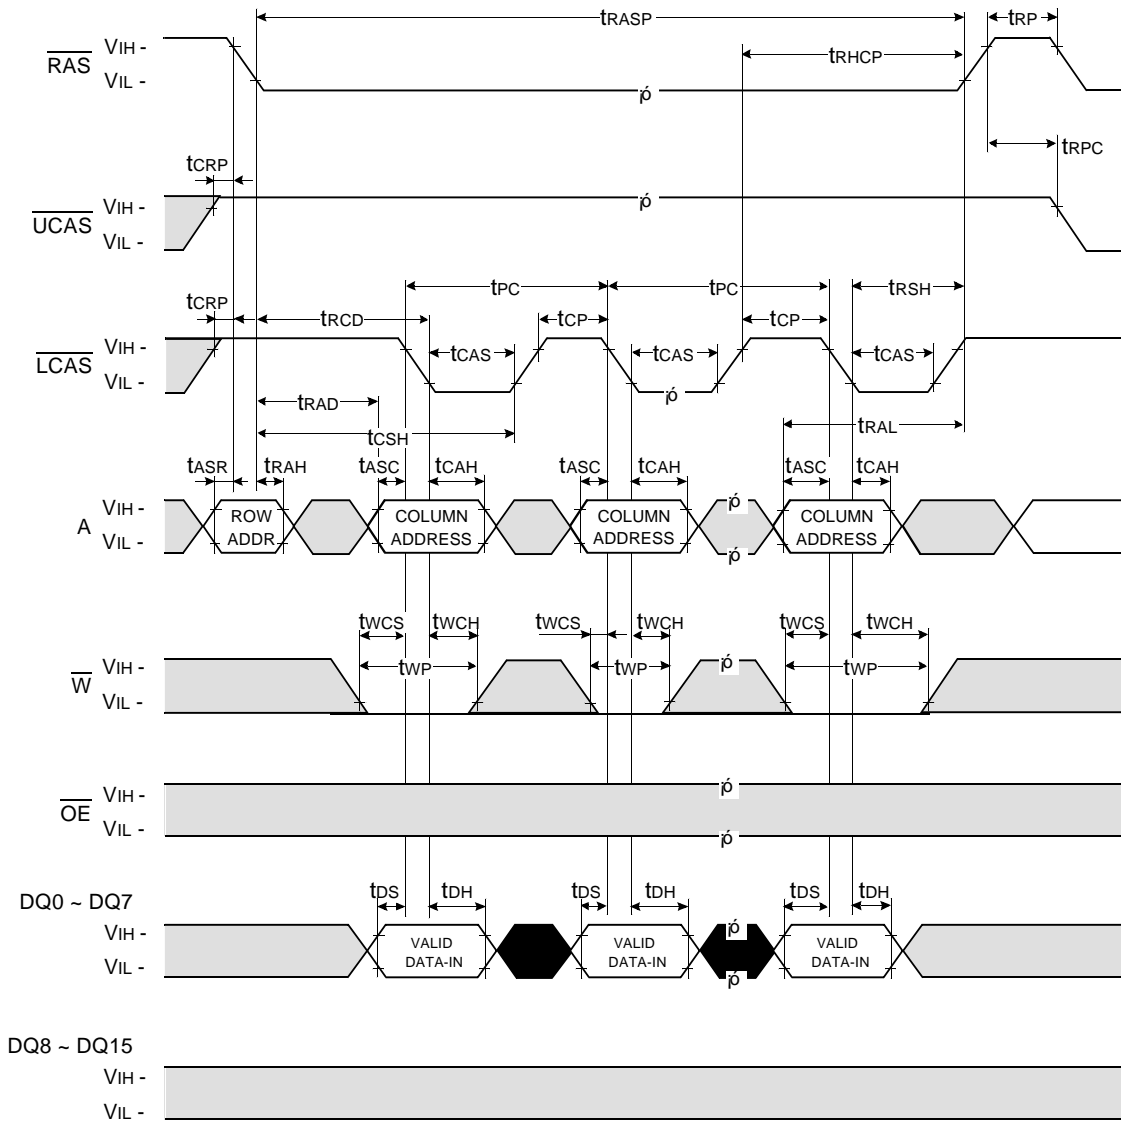 tRASP
tRP
RAS
VIH -
VIL -
tRHCP
¡ó
tCRP
tRPC
UCAS
VIH -
VIL -
¡ó
tCRP
tPC
tPC
tRSH
tRCD
tCP
tCP
LCAS
VIH -
VIL -
tCAS
tCAS
tCAS
¡ó
tRAD
tCSH
tRAL
tASR
tRAH
tASC
tCAH
tASC
tCAH
tASC
tCAH
A
VIH -
VIL -
ROW
ADDR
COLUMN
ADDRESS
COLUMN
ADDRESS
¡ó
¡ó
COLUMN
ADDRESS
tWCS
tWCH
tWCS
tWCH
tWCS
tWCH
W
VIH -
VIL -
tWP
tWP
¡ó
tWP
OE
VIH -
VIL -
¡ó
¡ó
DQ0 ~ DQ7
VIH -
VIL -
tDS
tDH
tDS
tDH
tDS
tDH
VALID
DATA-IN
VALID
DATA-IN
¡ó
¡ó
VALID
DATA-IN
DQ8 ~ DQ15
VIH -
VIL -